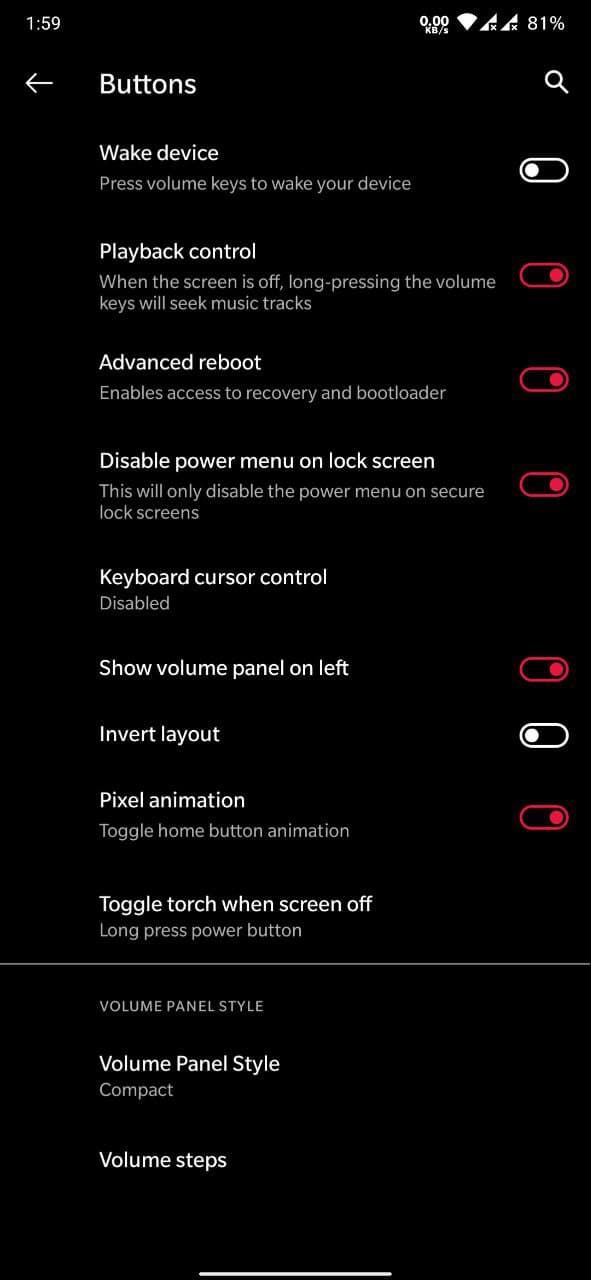 1:59
0.00
KB/s
81%
Buttons
Wake device
Press volume keys to wake your device
Playback control
When the screen is off, long-pressing the volume
keys will seek music tracks
Advanced reboot
Enables access to recovery and bootloader
Disable power menu on lock screen
This will only disable the power menu on secure
lock screens
Keyboard cursor control
Disabled
Show volume panel on left
Invert layout
Pixel animation
Toggle home button animation
Toggle torch when screen off
Long press power button
VOLUME PANEL STYLE
Volume Panel Style
Compact
Volume steps